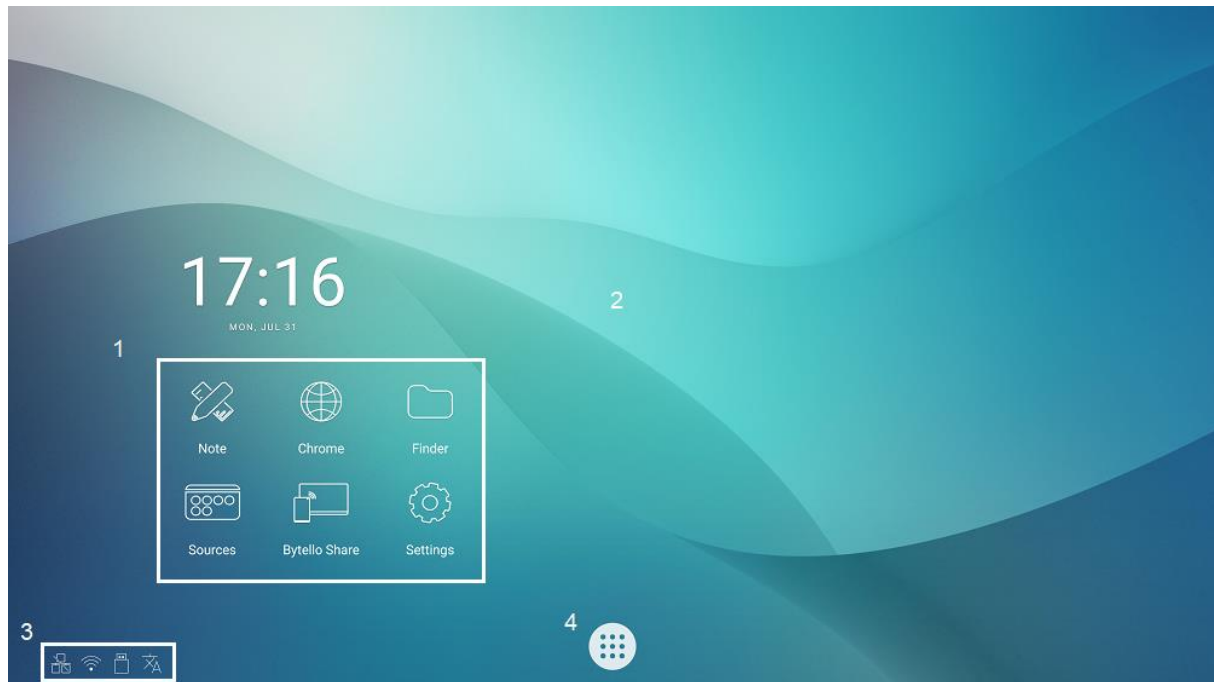 17:16
MON, JUL 31
2
1
Note Chrome Finder
Sources Bytello Share Settings
4
3